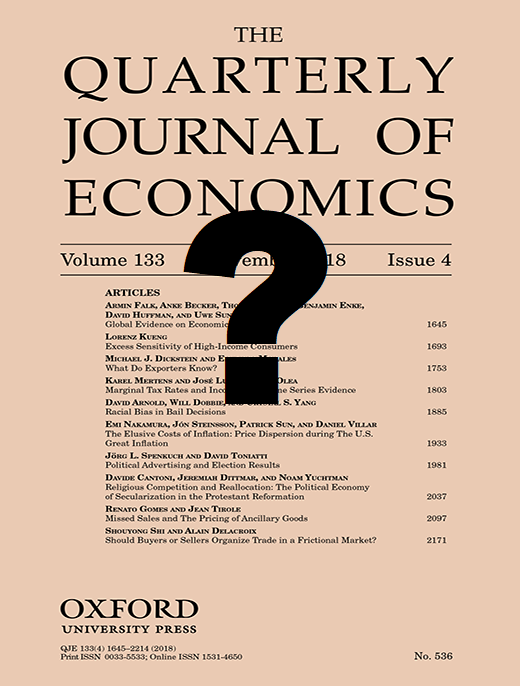 THE
QUARTERLY
JOURNAL OF
ECONOMICS
Volume 133 18 Issue 4
?
ARTICLES
ARMIN FALK, ANKE BECKER, BENJAMIN ENKE,
DAVID HUFFMAN, AND UWE
Global Evidence on 1645
LORENZ KUENG
Excess Sensitivity of High-Income Consumers 1693
MICHAEL J. DICKSTEIN AND
What Do Exporters Know? 1753
KAREL MERTENS AND JOSÉ OLEA
Marginal Tax Rates and Series Evidence 1803
DAVID ARNOLD, WILL DOBBIE, S. YANG
Racial Bias in Bail Decisions 1885
EMI NAKAMURA, JÓN STEINSSON, PATRICK SUN, AND DANIEL VILLAR
The Elusive Costs of Inflation: Price Dispersion during The U.S.
Great Inflation 1933
JÖRG L. SPENKUCH AND DAVID TONIATTI
Political Advertising and Election Results 1981
DAVIDE CANTONI, JEREMIAH DITTMAR, AND NOAM YUCHTMAN
Religious Competition and Reallocation: The Political Economy
of Secularization in the Protestant Reformation 2037
RENATO GOMES AND JEAN TIROLE
Missed Sales and The Pricing of Ancillary Goods 2097
SHOUYONG SHI AND ALAIN DELACROIX
Should Buyers or Sellers Organize Trade in a Frictional Market? 2171
OXFORD
UNIVERSITY PRESS
QJE 133(4) 1645–2214 (2018)
Print ISSN 0033-5533; Online ISSN 1531-4650 No. 536